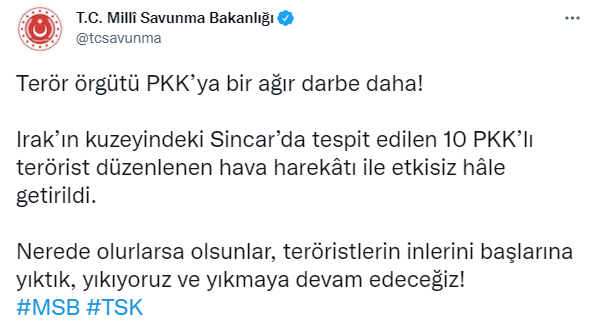 T.C. Millî Savunma Bakanlığı
@tcsavunma
Terör örgütü PKK’ya bir ağır darbe daha!
Irak’ın kuzeyindeki Sincar’da tespit edilen 10 PKK’lı
terörist düzenlenen hava harekâtı ile etkisiz hâle
getirildi.
Nerede olurlarsa olsunlar, teröristlerin inlerini başlarına
yıktık, yıkıyoruz ve yıkmaya devam edeceğiz!
#MSB #TSK